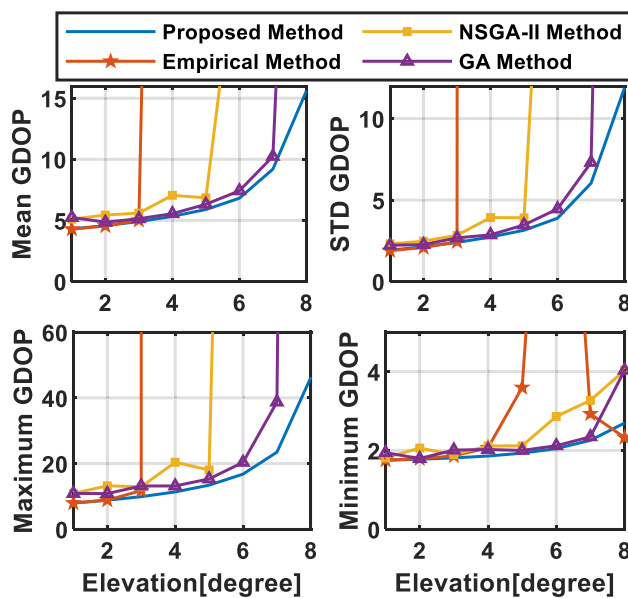 Proposed Method NSGA-II Method
Empirical Method GA Method
Mean GDOP
15
10
5
0
2 4 6 8
STD GDOP
10
5
0
2 4 6 8
Maximum GDOP
60
40
20
0
2 4 6 8
Elevation[degree]
Minimum GDOP
4
2
0
2 4 6 8
Elevation[degree]